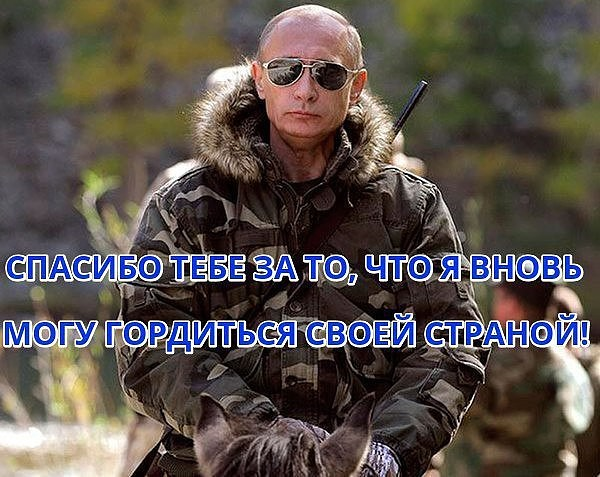 СПАСИБО ТЕБЕ ЗА ТО, ЧТО Я ВНОВЬ
МОГУ ГОРДИТЬСЯ СВОЕЙ СТРАНОЙ!